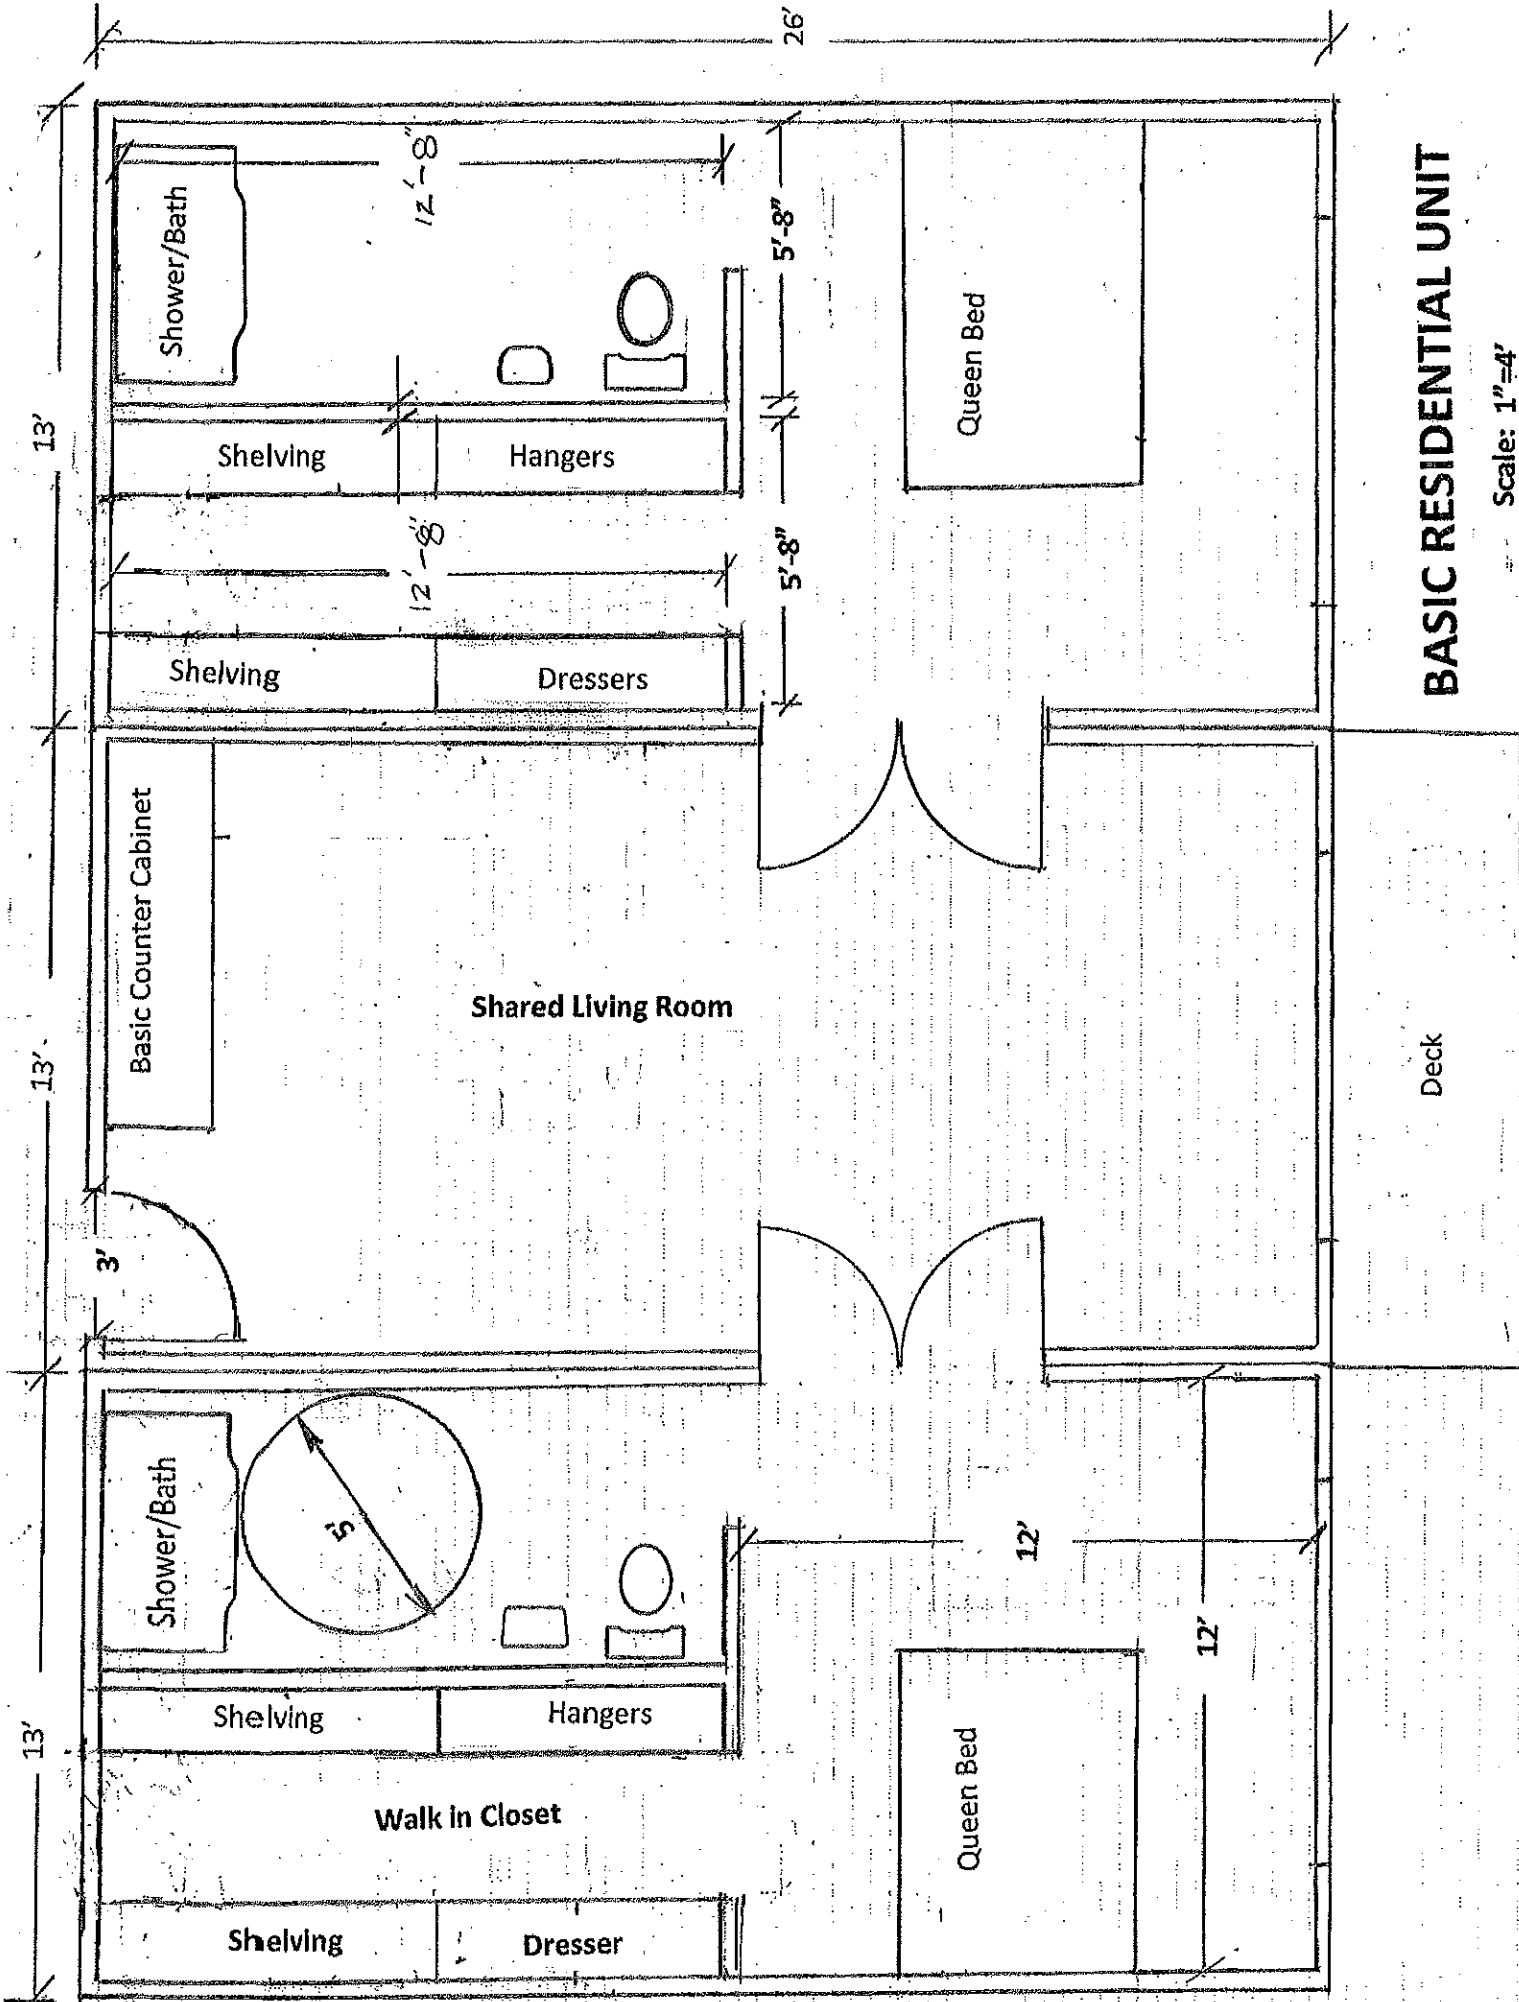 13'
13'
13'
26'
Shower/Bath
12'-8"
5'-8"
Shelving
Hangers
12'-8"
5'-8"
Shelving
Dressers
Queen Bed
Basic Counter Cabinet
3'
Shared Living Room
Shower/Bath
5'
Shelving
Hangers
Walk in Closet
Shelving
Dresser
12'
12'
Queen Bed
Deck
BASIC RESIDENTIAL UNIT
Scale: 1"=4'